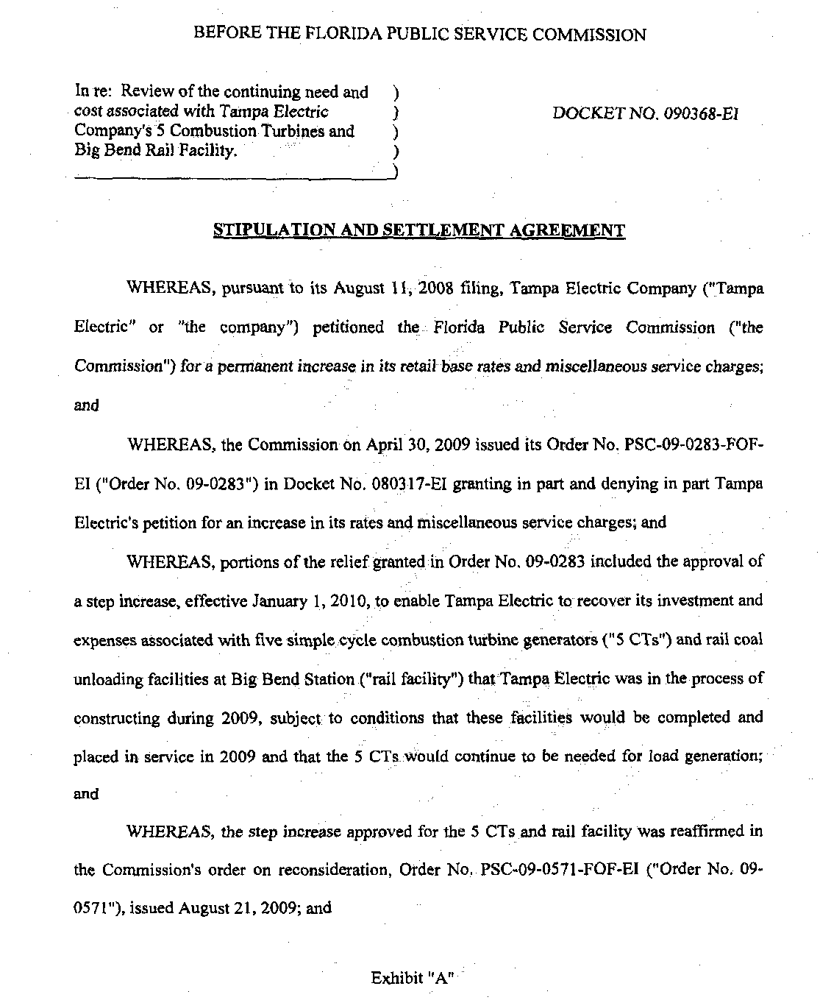 BEFORE THE FLORIDA PUBLIC SERVICE COMMISSION
In re: Review of the continuing need and )
cost associated with Tampa Electric ) DOCKET NO. 090368-EI
Company's 5 Combustion Turbines and )
Big Bend Rail Facility. )
)
STIPULATION AND SETTLEMENT AGREEMENT
WHEREAS, pursuant to its August 11, 2008 filing, Tampa Electric Company ("Tampa
Electric" or "the company") petitioned the Florida Public Service Commission ("the
Commission") for a permanent increase in its retail base rates and miscellaneous service charges;
and
WHEREAS, the Commission on April 30, 2009 issued its Order No. PSC-09-0283-FOF-
EI ("Order No. 09-0283") in Docket No. 080317-EI granting in part and denying in part Tampa
Electric's petition for an increase in its rates and miscellaneous service charges; and
WHEREAS, portions of the relief granted in Order No. 09-0283 included the approval of
a step increase, effective January 1, 2010, to enable Tampa Electric to recover its investment and
expenses associated with five simple cycle combustion turbine generators ("5 CTs") and rail coal
unloading facilities at Big Bend Station ("rail facility") that Tampa Electric was in the process of
constructing during 2009, subject to conditions that these facilities would be completed and
placed in service in 2009 and that the 5 CTs would continue to be needed for load generation;
and
WHEREAS, the step increase approved for the 5 CTs and rail facility was reaffirmed in
the Commission's order on reconsideration, Order No. PSC-09-0571-FOF-EI ("Order No. 09-
0571"), issued August 21, 2009; and
Exhibit "A"